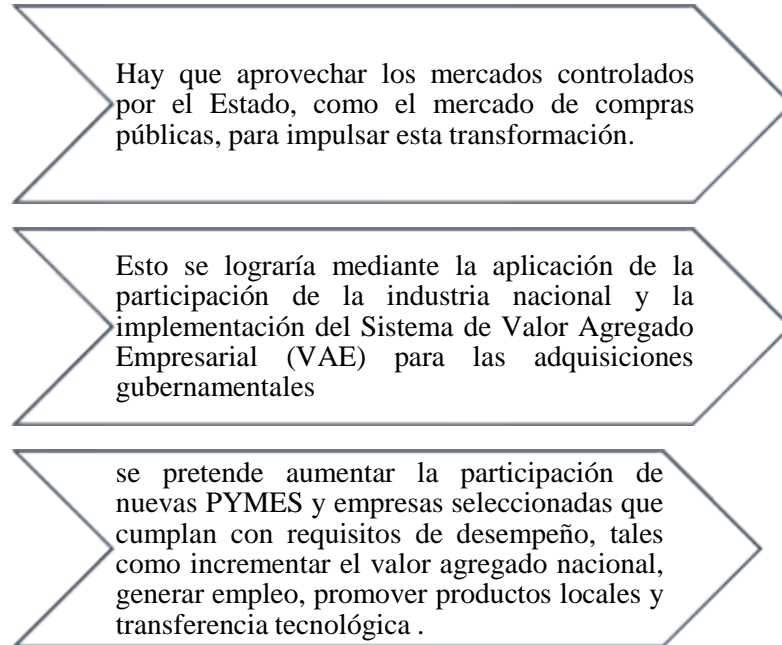 Hay que aprovechar los mercados controlados
por el Estado, como el mercado de compras
públicas, para impulsar esta transformación.
Esto se lograría mediante la aplicación de la
participación de la industria nacional y la
implementación del Sistema de Valor Agregado
Empresarial (VAE) para las adquisiciones
gubernamentales
se pretende aumentar la participación de
nuevas PYMES y empresas seleccionadas que
cumplan con requisitos de desempeño, tales
como incrementar el valor agregado nacional,
generar empleo, promover productos locales y
transferencia tecnológica .